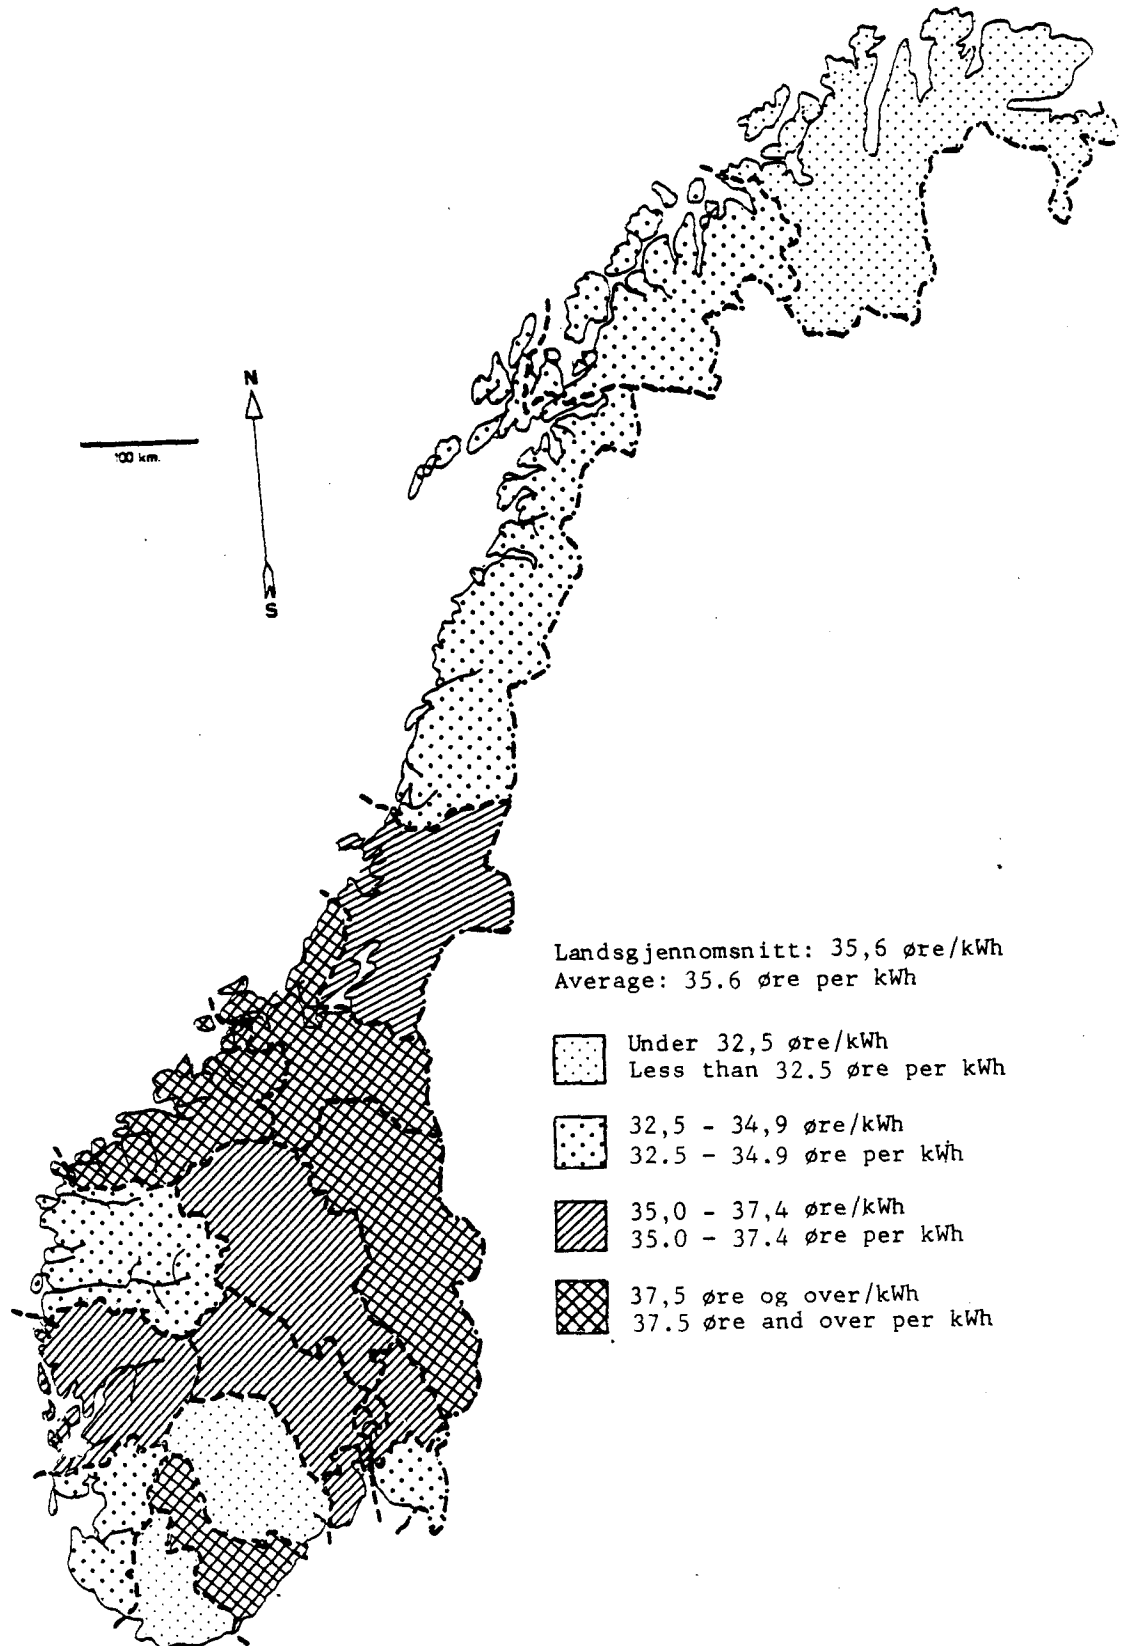 N
100 km.
S
Landsgjennomsnitt: 35,6 øre/kWh
Average: 35.6 øre per kWh
Under 32,5 øre/kWh
Less than 32.5 øre per kWh
32,5 - 34,9 øre/kWh
32.5 - 34.9 øre per kWh
35,0 - 37,4 øre/kWh
35.0 - 37.4 øre per kWh
37,5 øre og over/kWh
37.5 øre and over per kWh